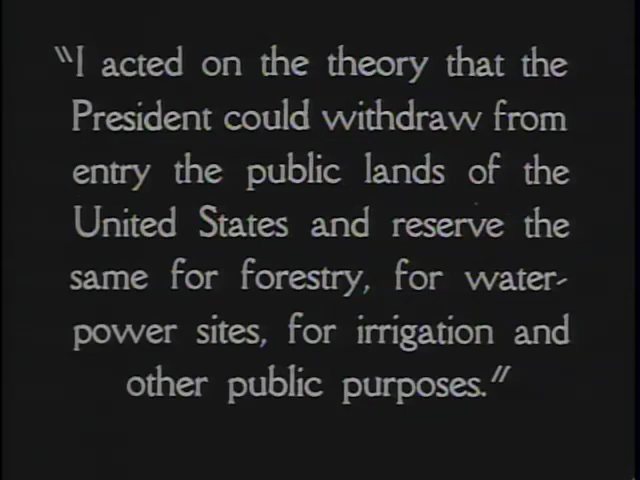 "I acted on the theory that the
President could withdraw from
entry the public lands of the
United States and reserve the
same for forestry, for water-
power sites, for irrigation and
other public purposes."